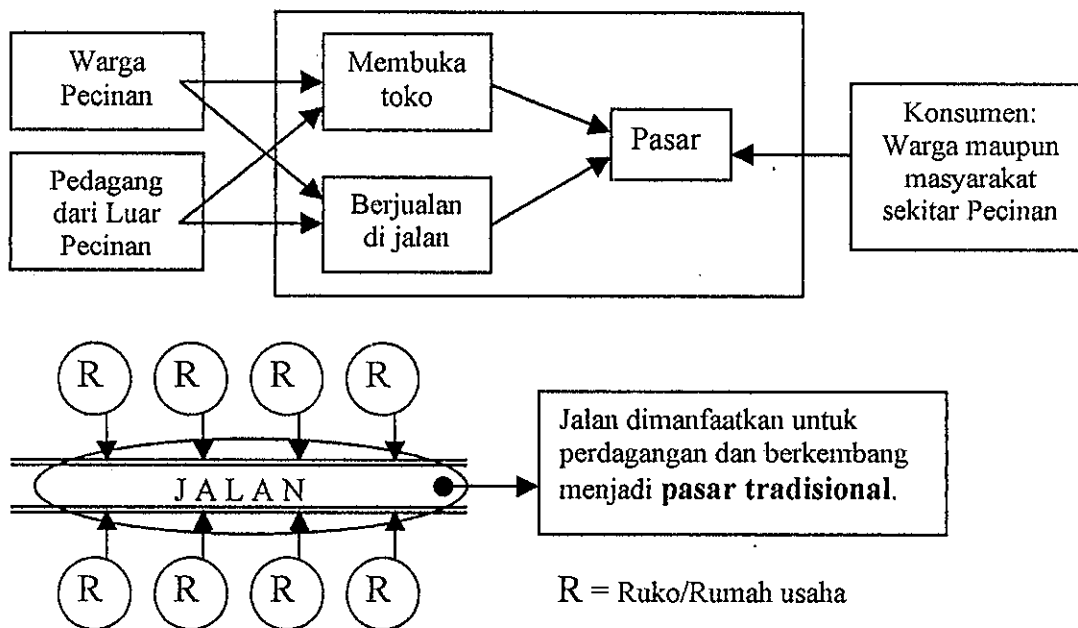 Warga
Pecinan
Pedagang
dari Luar
Pecinan
Membuka
toko
Berjualan
di jalan
Pasar
Konsumen:
Warga maupun
masyarakat
sekitar Pecinan
R R R R
JALAN
R R R R
Jalan dimanfaatkan untuk
perdagangan dan berkembang
menjadi pasar tradisional.
R = Ruko/Rumah usaha